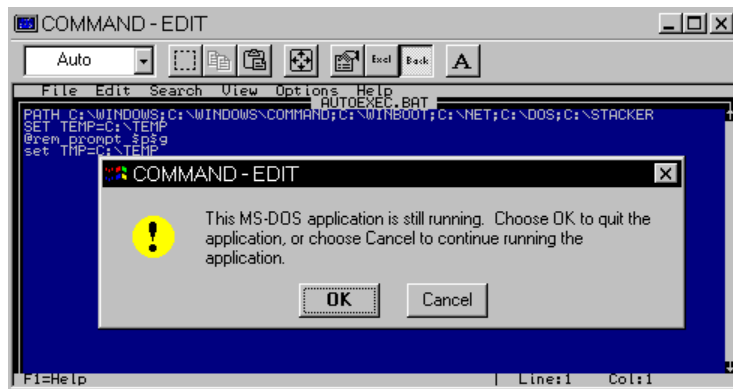 COMMAND - EDIT
Auto
Excl
Back
A
File Edit Search View Options Help
AUTOEXEC.BAT
PATH C:\WINDOWS;C:\WINDOWS\COMMAND;C:\WINBOOT;C:\NET;C:\DOS;C:\STACKER
SET TEMP=C:\TEMP
@rem prompt $p$g
set TMP=C:\TEMP
COMMAND - EDIT
This MS-DOS application is still running. Choose OK to quit the
application, or choose Cancel to continue running the
application.
OK
Cancel
F1=Help
Line:1 Col:1